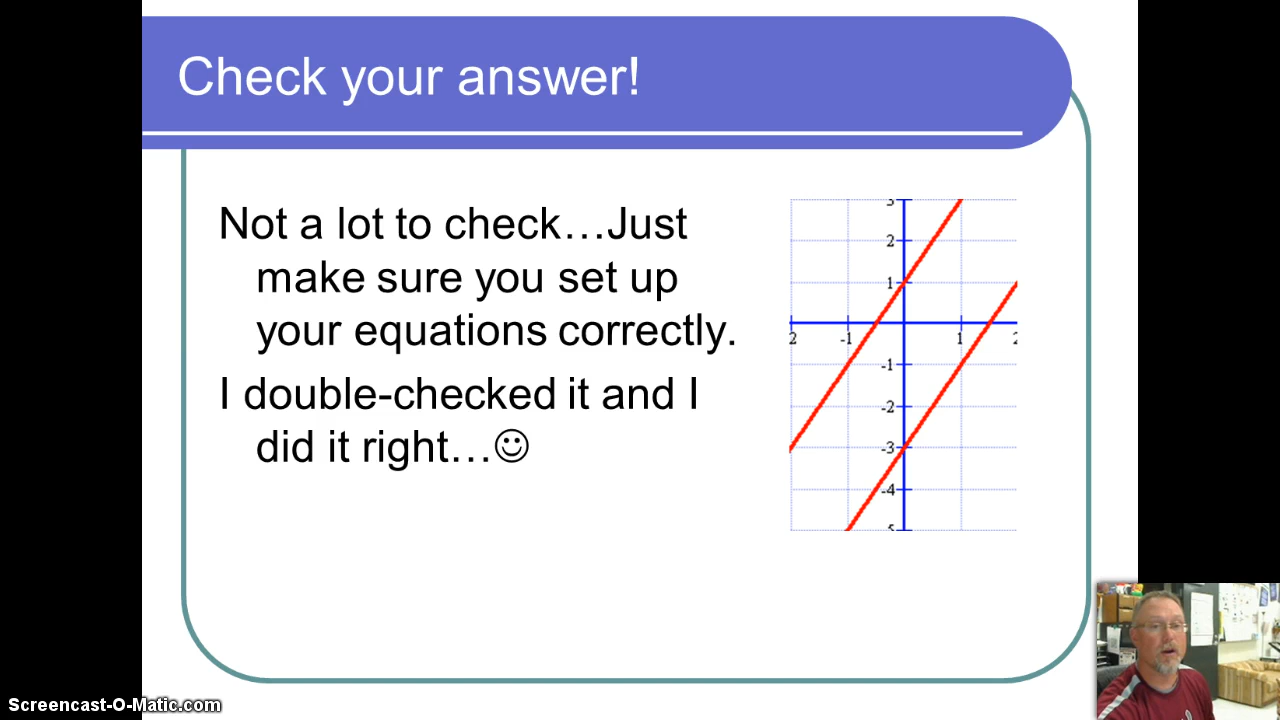 Check your answer!
Not a lot to check…Just
make sure you set up
your equations correctly.
I double-checked it and I
did it right…☺
3
2
1
2
-1
1
2
-1
-2
-3
-4
5
Screencast-O-Matic.com